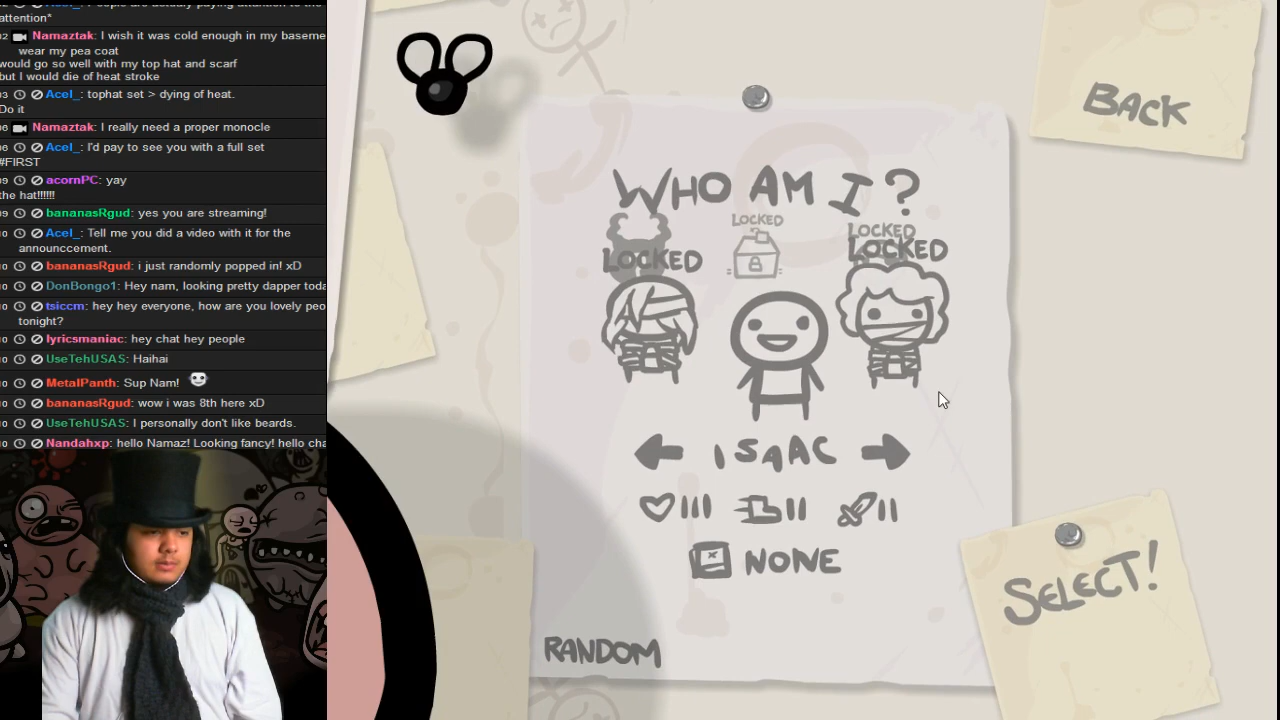 attention*
Namaztak: I wish it was cold enough in my baseme
wear my pea coat
would go so well with my top hat and scarf
but I would die of heat stroke
Acel_: tophat set > dying of heat.
Do it
Namaztak: I really need a proper monocle
Acel_: I'd pay to see you with a full set
#FIRST
acornPC: yay
the hat!!!!!!
bananasRgud: yes you are streaming!
Acel_: Tell me you did a video with it for the
announccement.
bananasRgud: i just randomly popped in! xD
DonBongo1: Hey nam, looking pretty dapper toda
tsiccm: hey hey everyone, how are you lovely peo
tonight?
lyricsmaniac: hey chat hey people
UseTehUSAS: Haihai
MetalPanth: Sup Nam!
bananasRgud: wow i was 8th here xD
UseTehUSAS: I personally don't like beards.
Nandahxp: hello Namaz! Looking fancy! hello cha
BACK
WHO AM I?
LOCKED
LOCKED
LOCKED
LOCKED
ISAAC
NONE
RANDOM
SELECT!